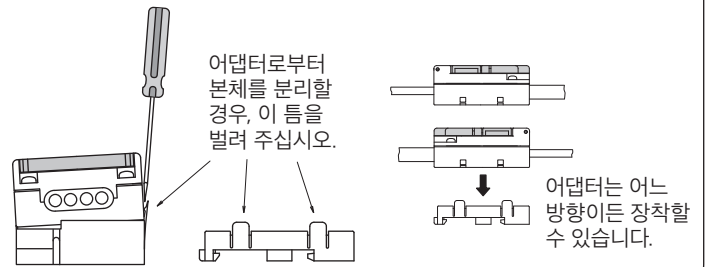 어댑터로부터
본체를 분리할
경우, 이 틈을
벌려 주십시오.
어댑터는 어느
방향이든 장착할
수 있습니다.